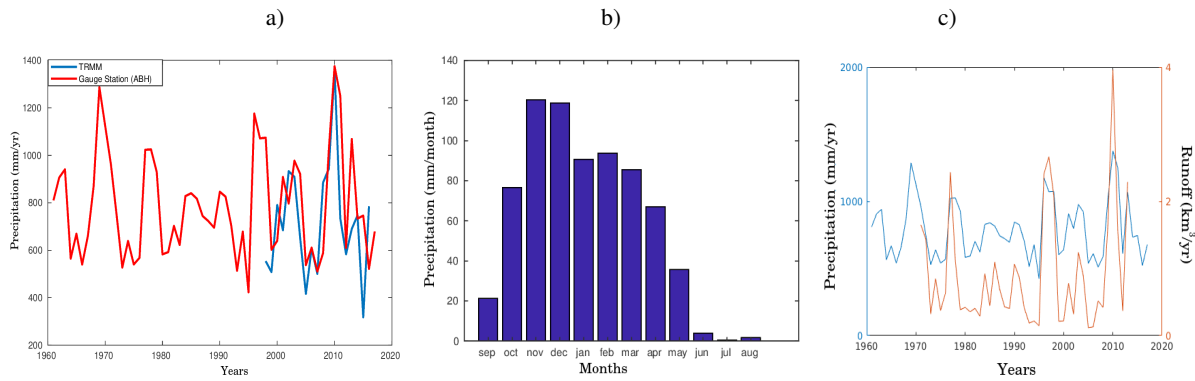 a)
b)
c)
TRMM
Gauge Station (ABH)
Precipitation (mm/yr)
1400
1200
1000
800
600
400
200
1960
1970
1980
1990
2000
2010
2020
Years
Precipitation (mm/month)
140
120
100
80
60
40
20
0
sep
oct
nov
dec
jan
feb
mar
apr
may
jun
jul
aug
Months
Precipitation (mm/yr)
2000
1000
0
1960
1970
1980
1990
2000
2010
2020
Years
4
2
0
Runoff (km³/yr)